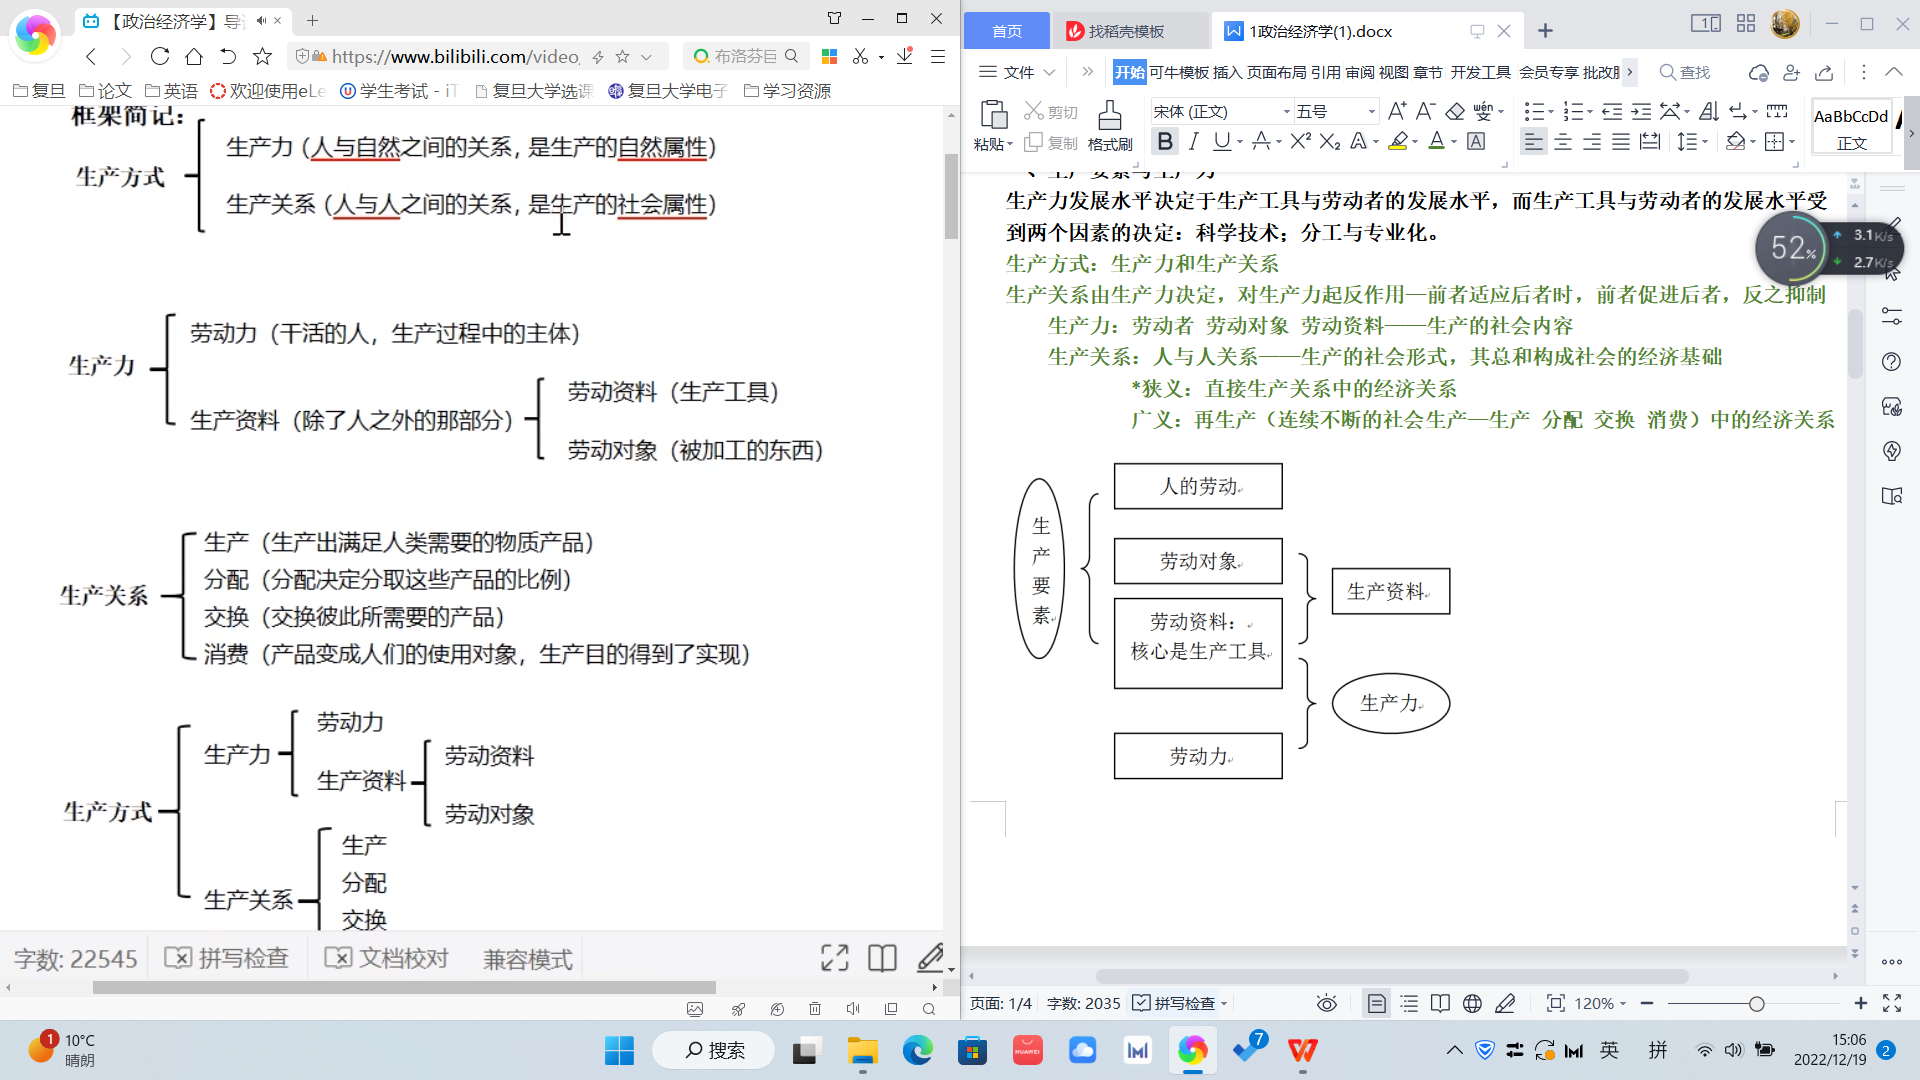 【政治经济学】导
https://www.bilibili.com/video,
布洛芬巨
复旦
论文
英语
欢迎使用eLe
学生考试 - iT
复旦大学选课
复旦大学电子
学习资源
框架简记：
生产方式
生产力（人与自然之间的关系，是生产的自然属性）
生产关系（人与人之间的关系，是生产的社会属性）
生产力
劳动力（干活的人，生产过程中的主体）
生产资料（除了人之外的那部分）
劳动资料（生产工具）
劳动对象（被加工的东西）
生产关系
生产（生产出满足人类需要的物质产品）
分配（分配决定分取这些产品的比例）
交换（交换彼此所需要的产品）
消费（产品变成人们的使用对象，生产目的得到了实现）
生产方式
生产力
劳动力
生产资料
劳动资料
劳动对象
生产关系
生产
分配
交换
字数: 22545
拼写检查
文档校对
兼容模式
首页
找稻壳模板
1政治经济学(1).docx
文件
开始 可牛模板 插入 页面布局 引用 审阅 视图 章节 开发工具 会员专享 批改服
查找
粘贴
剪切
复制
格式刷
宋体 (正文)
五号
AaBbCcDd
正文
、生产要素与生产力
生产力发展水平决定于生产工具与劳动者的发展水平，而生产工具与劳动者的发展水平受
到两个因素的决定：科学技术；分工与专业化。
生产方式：生产力和生产关系
生产关系由生产力决定，对生产力起反作用—前者适应后者时，前者促进后者，反之抑制
生产力：劳动者 劳动对象 劳动资料——生产的社会内容
生产关系：人与人关系——生产的社会形式，其总和构成社会的经济基础
*狭义：直接生产关系中的经济关系
广义：再生产（连续不断的社会生产—生产 分配 交换 消费）中的经济关系
生产要素
人的劳动
劳动对象
劳动资料：
核心是生产工具
劳动力
生产资料
生产力
52%
3.1K/s
2.7K/s
页面: 1/4
字数: 2035
拼写检查
120%
1
10°C
晴朗
搜索
HUAWEI
7
英
拼
15:06
2022/12/19
2